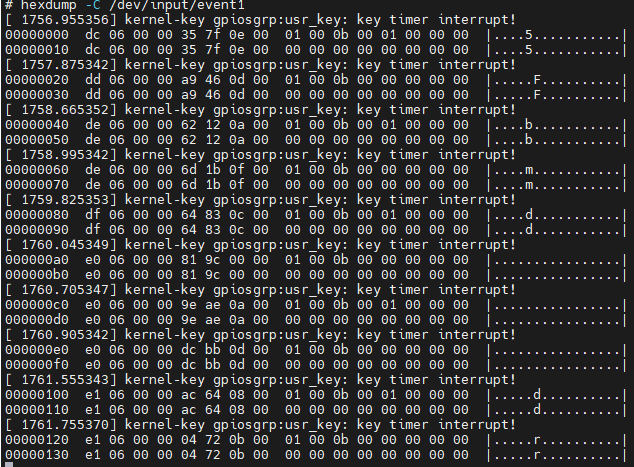 # hexdump -C /dev/input/event1
[ 1756.955356] kernel-key gpiosgrp:usr_key: key timer interrupt!
00000000  dc 06 00 00 35 7f 0e 00  01 00 0b 00 01 00 00 00  |....5...........|
00000010  dc 06 00 00 35 7f 0e 00  00 00 00 00 00 00 00 00  |....5...........|
[ 1757.875342] kernel-key gpiosgrp:usr_key: key timer interrupt!
00000020  dd 06 00 00 a9 46 0d 00  01 00 0b 00 00 00 00 00  |.....F..........|
00000030  dd 06 00 00 a9 46 0d 00  00 00 00 00 00 00 00 00  |.....F..........|
[ 1758.665352] kernel-key gpiosgrp:usr_key: key timer interrupt!
00000040  de 06 00 00 62 12 0a 00  01 00 0b 00 01 00 00 00  |....b...........|
00000050  de 06 00 00 62 12 0a 00  00 00 00 00 00 00 00 00  |....b...........|
[ 1758.995342] kernel-key gpiosgrp:usr_key: key timer interrupt!
00000060  de 06 00 00 6d 1b 0f 00  01 00 0b 00 00 00 00 00  |....m...........|
00000070  de 06 00 00 6d 1b 0f 00  00 00 00 00 00 00 00 00  |....m...........|
[ 1759.825353] kernel-key gpiosgrp:usr_key: key timer interrupt!
00000080  df 06 00 00 64 83 0c 00  01 00 0b 00 01 00 00 00  |....d...........|
00000090  df 06 00 00 64 83 0c 00  00 00 00 00 00 00 00 00  |....d...........|
[ 1760.045349] kernel-key gpiosgrp:usr_key: key timer interrupt!
000000a0  e0 06 00 00 81 9c 00 00  01 00 0b 00 00 00 00 00  |................|
000000b0  e0 06 00 00 81 9c 00 00  00 00 00 00 00 00 00 00  |................|
[ 1760.705347] kernel-key gpiosgrp:usr_key: key timer interrupt!
000000c0  e0 06 00 00 9e ae 0a 00  01 00 0b 00 01 00 00 00  |................|
000000d0  e0 06 00 00 9e ae 0a 00  00 00 00 00 00 00 00 00  |................|
[ 1760.905342] kernel-key gpiosgrp:usr_key: key timer interrupt!
000000e0  e0 06 00 00 dc bb 0d 00  01 00 0b 00 00 00 00 00  |................|
000000f0  e0 06 00 00 dc bb 0d 00  00 00 00 00 00 00 00 00  |................|
[ 1761.555343] kernel-key gpiosgrp:usr_key: key timer interrupt!
00000100  e1 06 00 00 ac 64 08 00  01 00 0b 00 01 00 00 00  |.....d..........|
00000110  e1 06 00 00 ac 64 08 00  00 00 00 00 00 00 00 00  |.....d..........|
[ 1761.755370] kernel-key gpiosgrp:usr_key: key timer interrupt!
00000120  e1 06 00 00 04 72 0b 00  01 00 0b 00 00 00 00 00  |.....r..........|
00000130  e1 06 00 00 04 72 0b 00  00 00 00 00 00 00 00 00  |.....r..........|